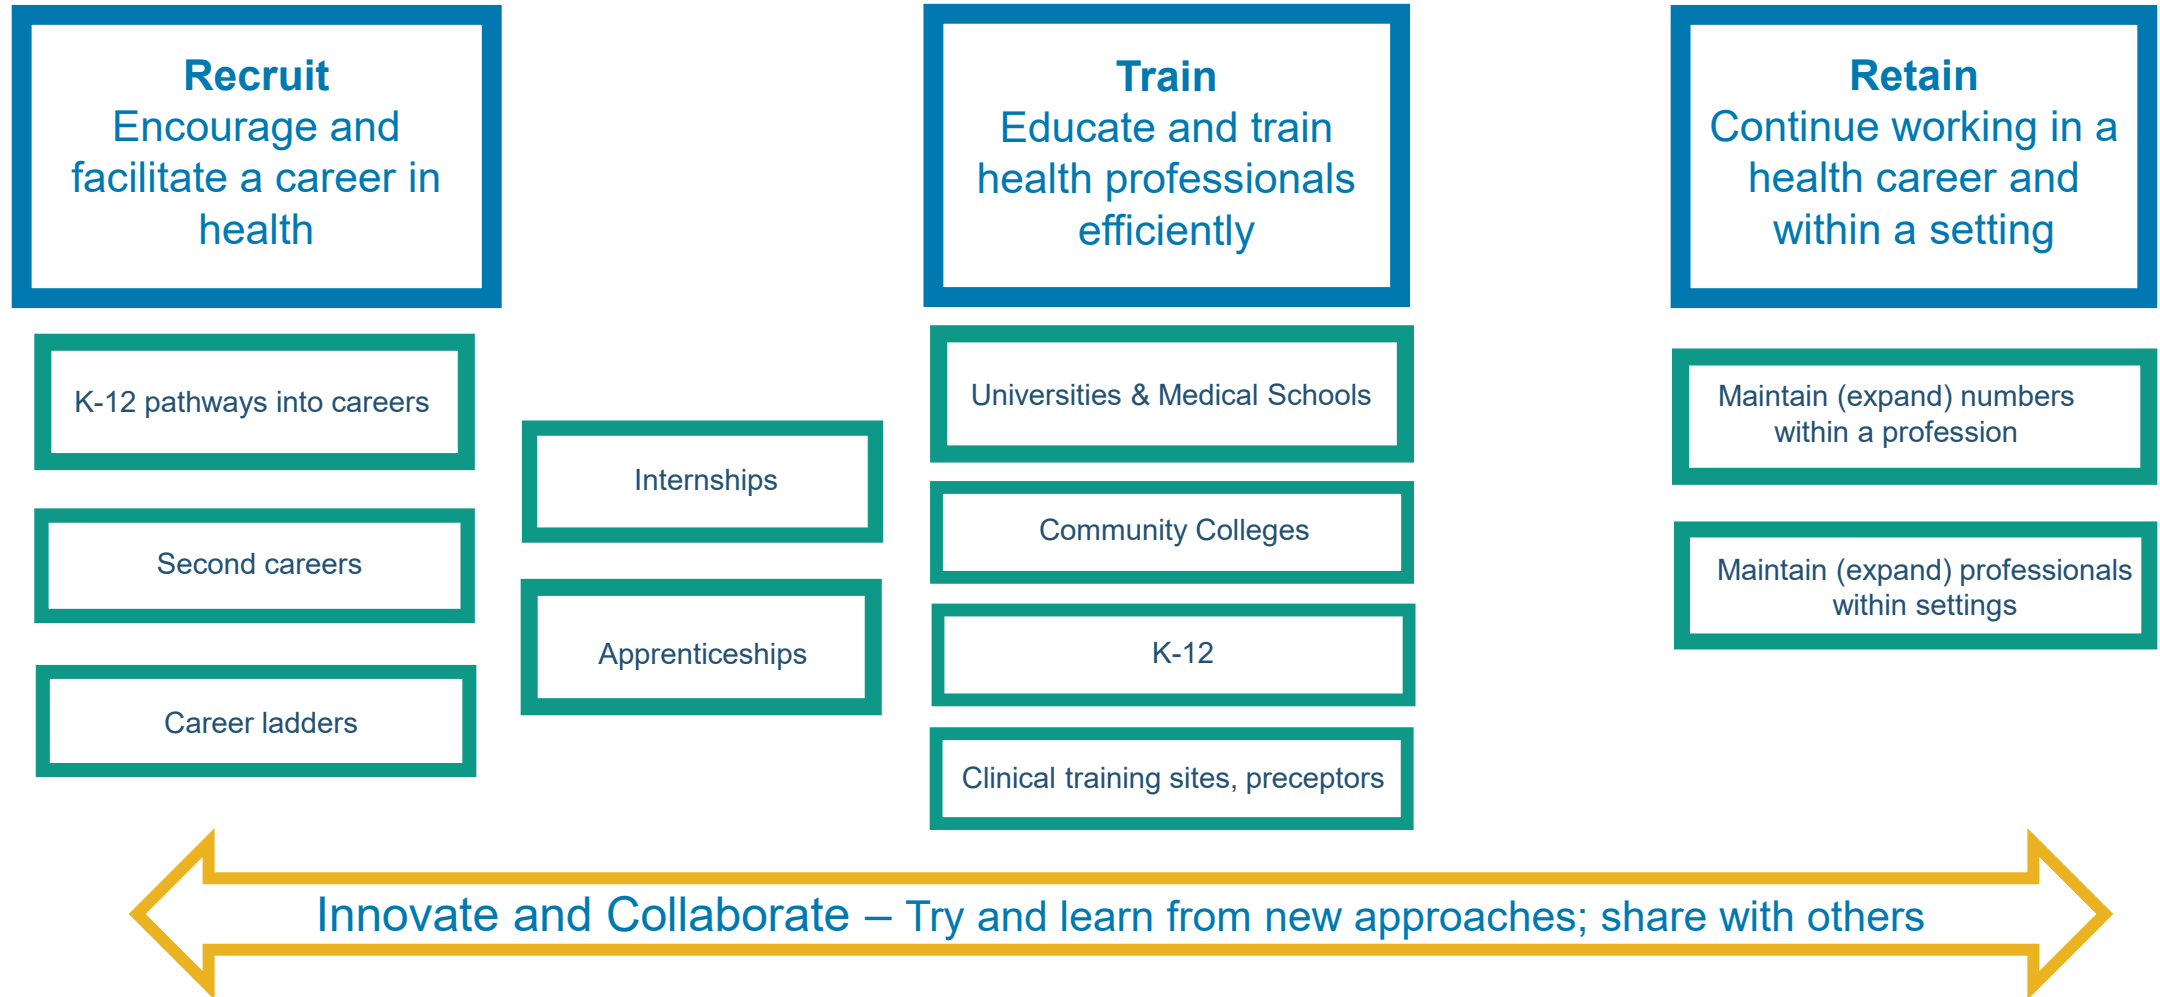 Recruit
Encourage and
facilitate a career in
health
Train
Educate and train
health professionals
efficiently
Retain
Continue working in a
health career and
within a setting
K-12 pathways into careers
Second careers
Career ladders
Internships
Apprenticeships
Universities & Medical Schools
Community Colleges
K-12
Clinical training sites, preceptors
Maintain (expand) numbers
within a profession
Maintain (expand) professionals
within settings
Innovate and Collaborate – Try and learn from new approaches; share with others